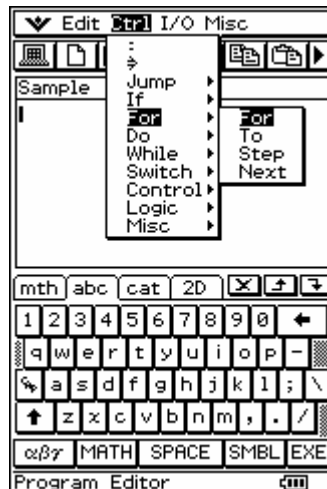 Edit Ctrl I/O Misc
Sample
:
⇒
Jump
If
For
Do
While
Switch
Control
Logic
Misc
For
To
Step
Next
mth abc cat 2D
1 2 3 4 5 6 7 8 9 0
q w e r t y u i o p -
a s d f g h j k l ; \
z x c v b n m , . /
αβγ MATH SPACE SMBL EXE
Program Editor